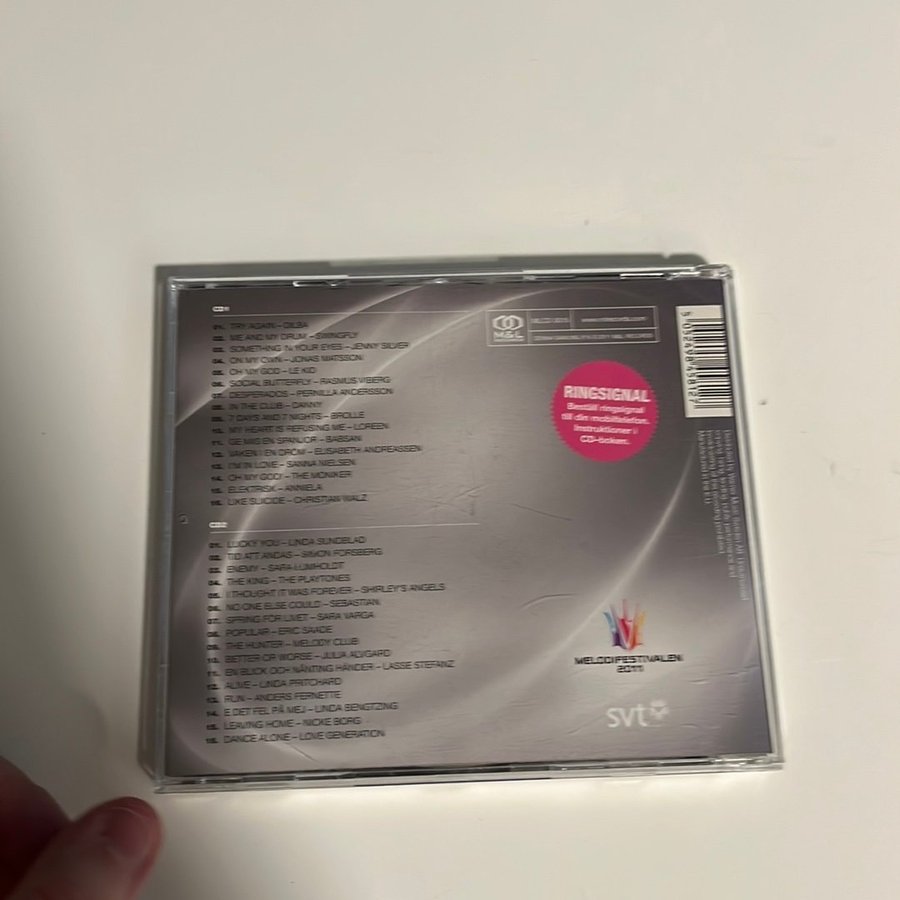 CD1
01. TRY AGAIN – DILBA
02. ME AND MY DRUM – SWINGFLY
03. SOMETHING IN YOUR EYES – JENNY SILVER
04. ON MY OWN – JONAS MATSSON
05. OH MY GOD – LE KID
06. SOCIAL BUTTERFLY – RASMUS VIBERG
07. DESPERADOS – PERNILLA ANDERSSON
08. IN THE CLUB – DANNY
09. 7 DAYS AND 7 NIGHTS – BROLLE
10. MY HEART IS REFUSING ME – LOREEN
11. GE MIG EN SPANJOR – BABSAN
12. VAKEN I EN DRÖM – ELISABETH ANDREASSEN
13. I'M IN LOVE – SANNA NIELSEN
14. OH MY GOD! – THE MONIKER
15. ELEKTRISK – ANNIELA
16. LIKE SUICIDE – CHRISTIAN WALZ
CD2
01. LUCKY YOU – LINDA SUNDBLAD
02. TID ATT ANDAS – SIMON FORSBERG
03. ENEMY – SARA LUMHOLDT
04. THE KING – THE PLAYTONES
05. I THOUGHT IT WAS FOREVER – SHIRLEY'S ANGELS
06. NO ONE ELSE COULD – SEBASTIAN
07. SPRING FÖR LIVET – SARA VARGA
08. POPULAR – ERIC SAADE
09. THE HUNTER – MELODY CLUB
10. BETTER OR WORSE – JULIA ALVGARD
11. EN BLICK OCH NÅNTING HÄNDER – LASSE STEFANZ
12. ALIVE – LINDA PRITCHARD
13. RUN – ANDERS FERNETTE
14. E DET FEL PÅ MEJ – LINDA BENGTZING
15. LEAVING HOME – NICKE BORG
16. DANCE ALONE – LOVE GENERATION
M&L
RINGSIGNAL
Beställ ringsignal
till din mobiltelefon.
Instruktioner i
CD-boken.
5 052498 458127
MELODIFESTIVALEN
2011
svt